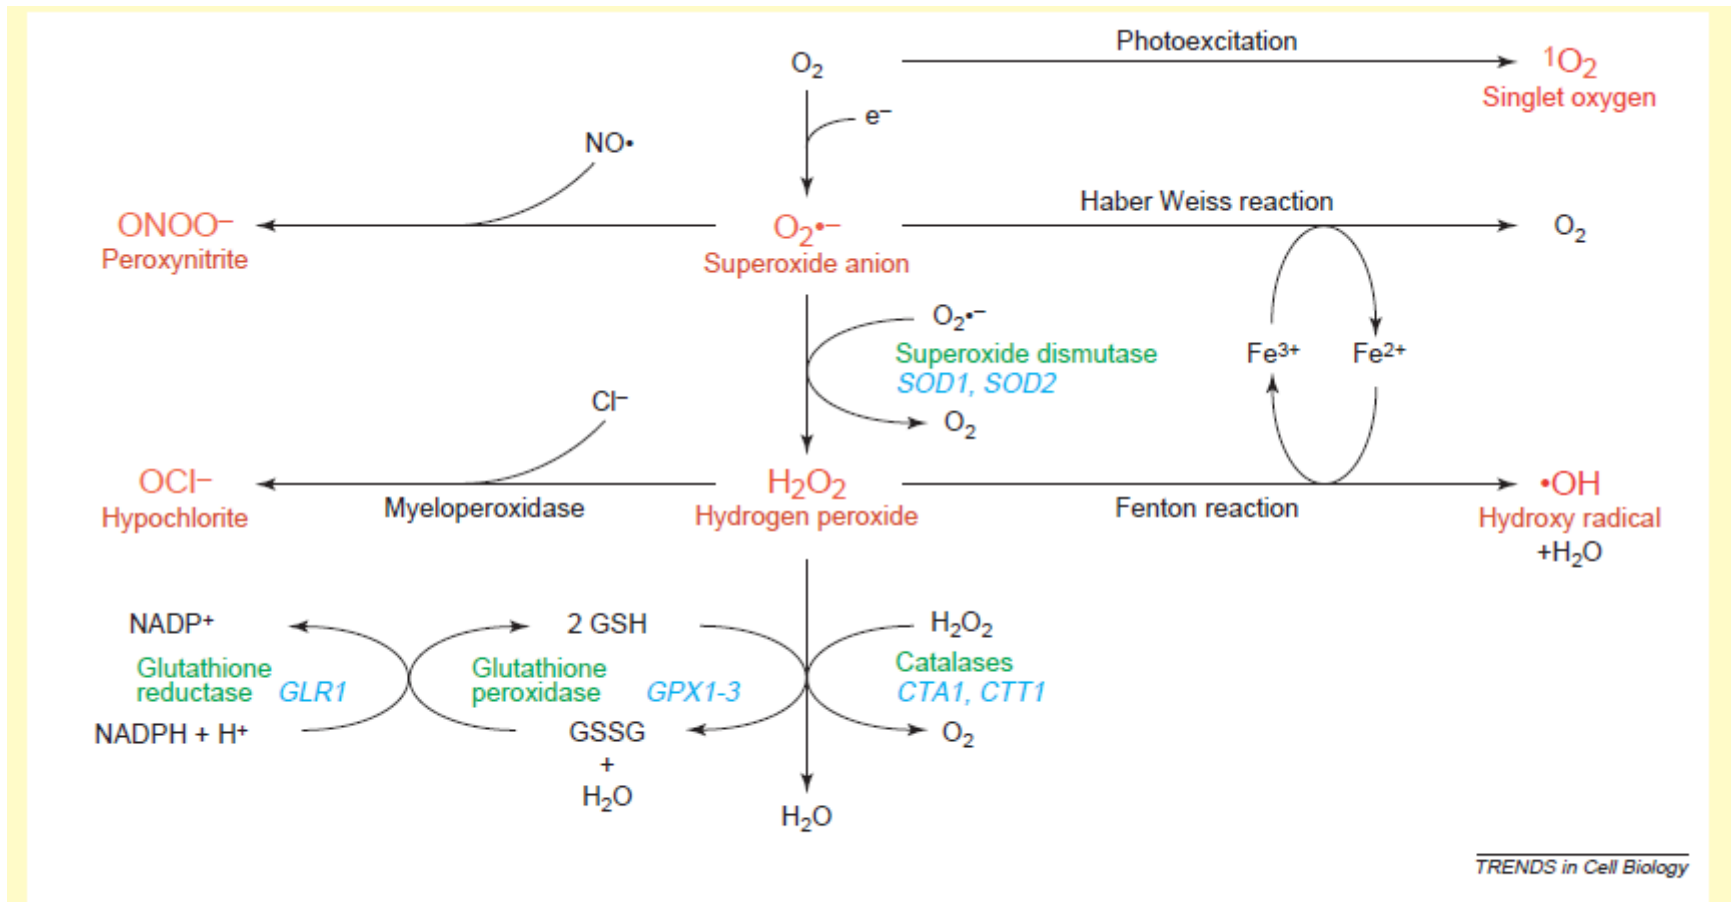 Photoexcitation
O₂
¹O₂
Singlet oxygen
e⁻
NO•
Haber Weiss reaction
ONOO⁻
Peroxynitrite
O₂•⁻
Superoxide anion
O₂
O₂•⁻
Superoxide dismutase
SOD1, SOD2
O₂
Fe³⁺
Fe²⁺
Cl⁻
OCl⁻
Hypochlorite
Myeloperoxidase
H₂O₂
Hydrogen peroxide
Fenton reaction
•OH
Hydroxy radical
+H₂O
NADP⁺
Glutathione
reductase GLR1
NADPH + H⁺
2 GSH
Glutathione
peroxidase GPX1-3
GSSG
+
H₂O
H₂O₂
Catalases
CTA1, CTT1
O₂
H₂O
TRENDS in Cell Biology